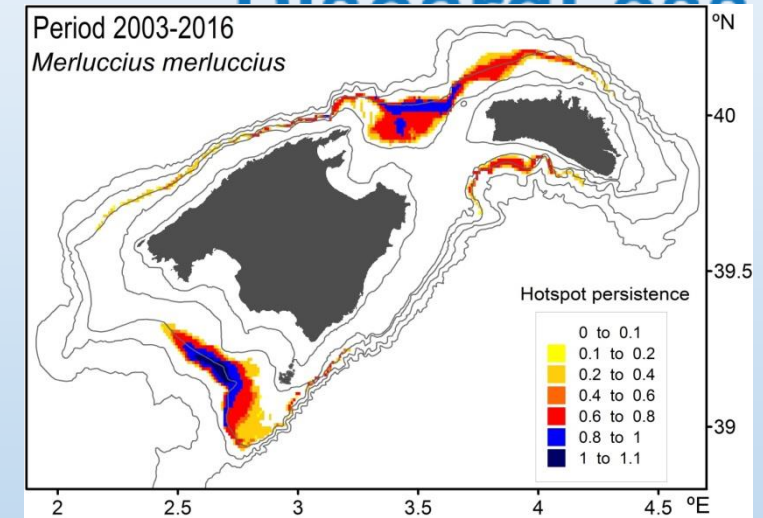 Period 2003-2016
Merluccius merluccius
ºN
40
39.5
39
Hotspot persistence
0 to 0.1
0.1 to 0.2
0.2 to 0.4
0.4 to 0.6
0.6 to 0.8
0.8 to 1
1 to 1.1
2
2.5
3
3.5
4
4.5
ºE